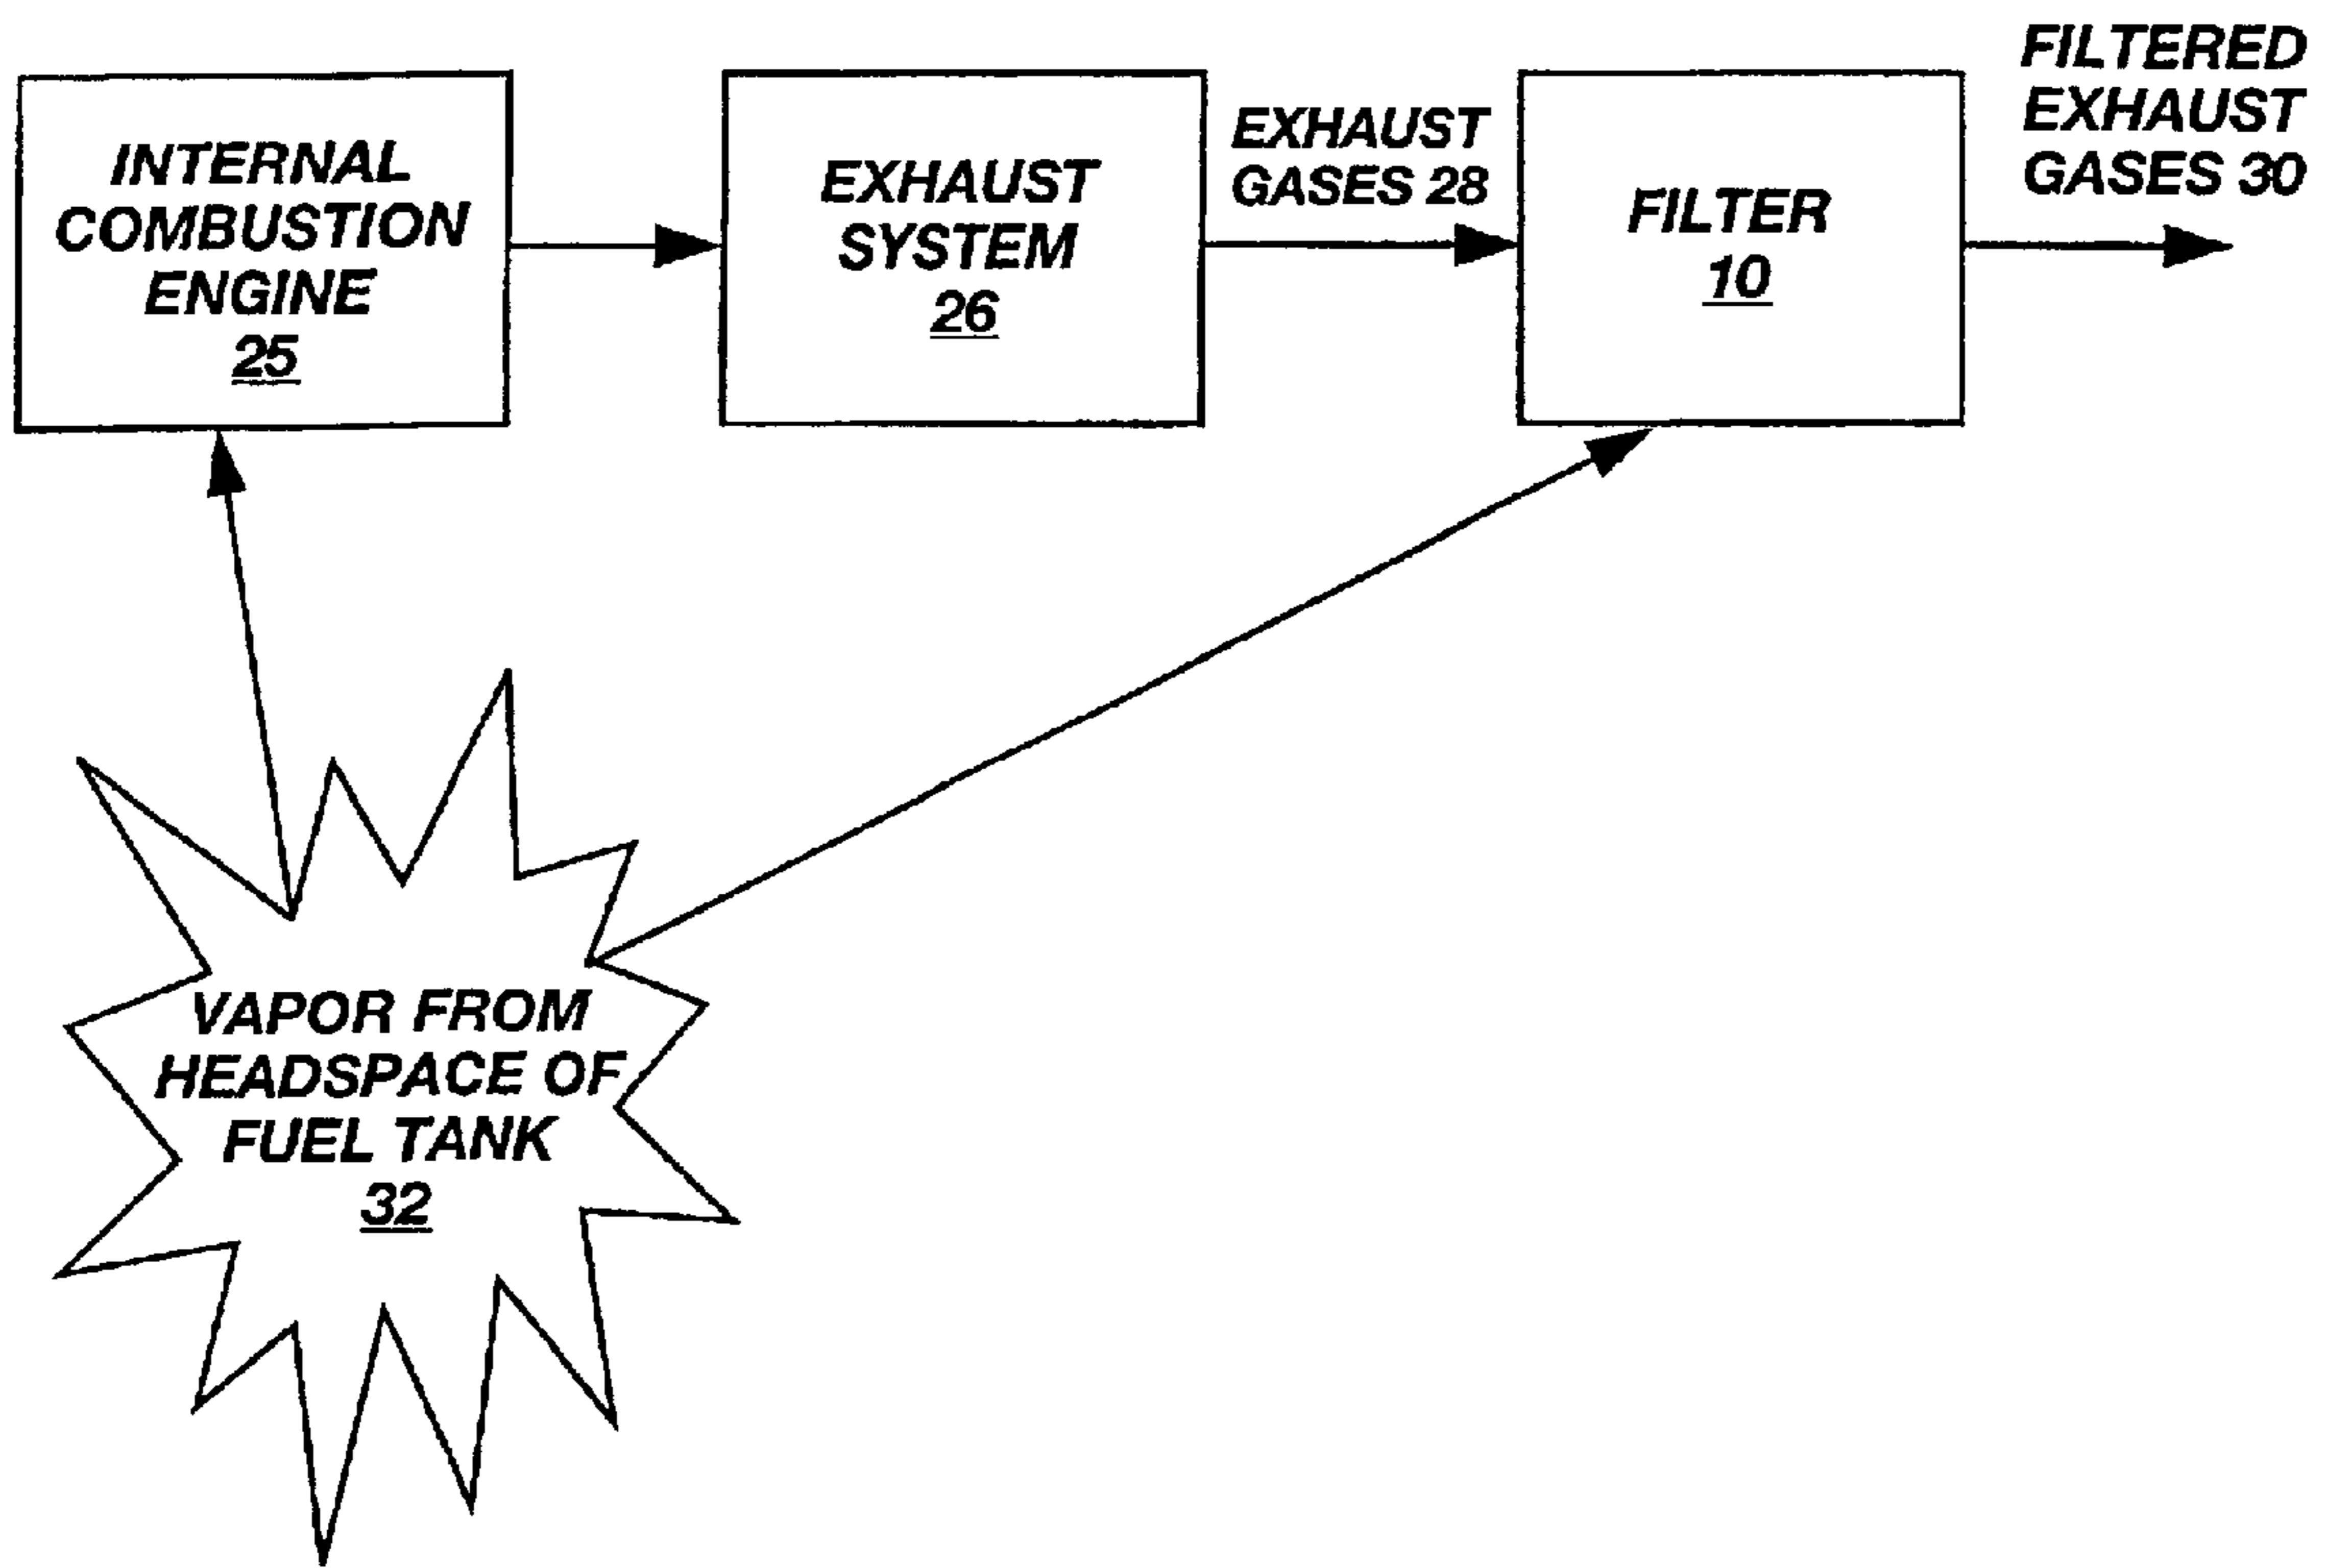 INTERNAL
COMBUSTION
ENGINE
25
EXHAUST
SYSTEM
26
EXHAUST
GASES 28
FILTER
10
FILTERED
EXHAUST
GASES 30
VAPOR FROM
HEADSPACE OF
FUEL TANK
32